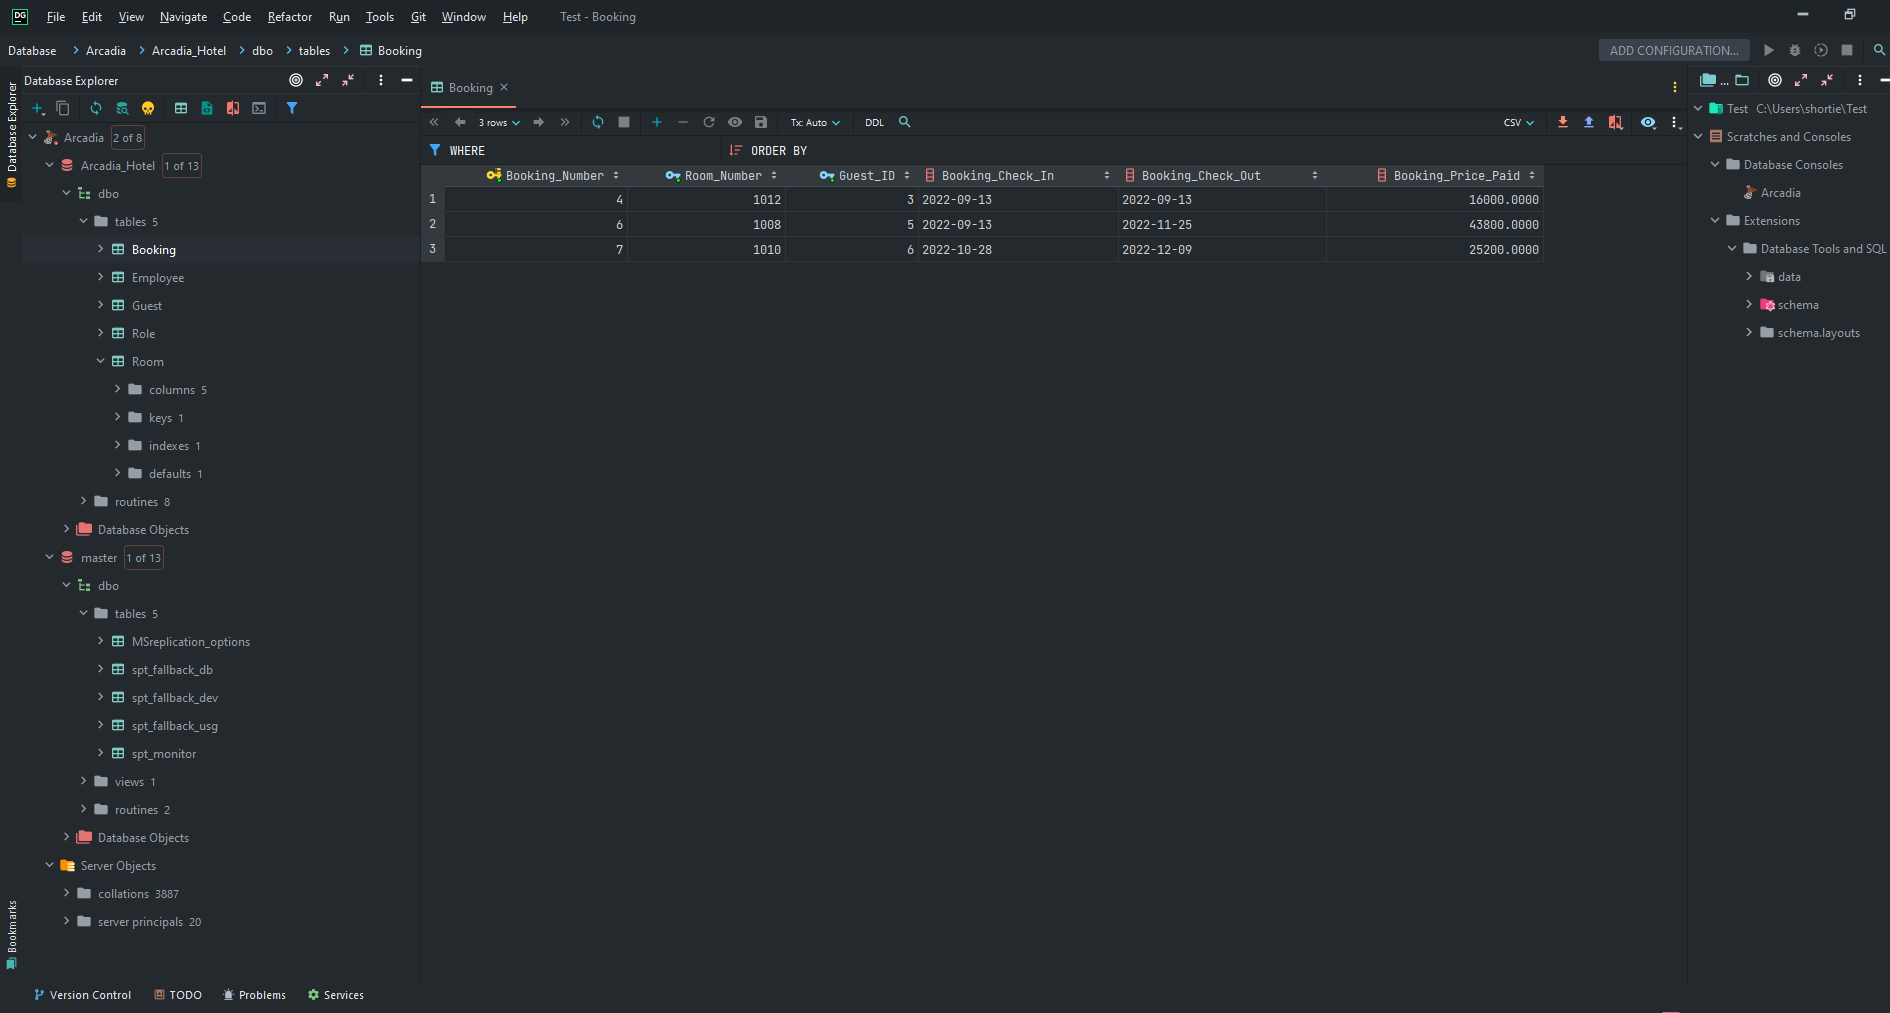 DG File Edit View Navigate Code Refactor Run Tools Git Window Help Test - Booking
Database Arcadia Arcadia_Hotel dbo tables Booking ADD CONFIGURATION...
Database Explorer
Database Explorer
Arcadia 2 of 8
Arcadia_Hotel 1 of 13
dbo
tables 5
Booking
Employee
Guest
Role
Room
columns 5
keys 1
indexes 1
defaults 1
routines 8
Database Objects
master 1 of 13
dbo
tables 5
MSreplication_options
spt_fallback_db
spt_fallback_dev
spt_fallback_usg
spt_monitor
views 1
routines 2
Database Objects
Server Objects
collations 3887
server principals 20
Bookmarks
Booking
3 rows Tx: Auto DDL CSV
WHERE ORDER BY
Booking_Number Room_Number Guest_ID Booking_Check_In Booking_Check_Out Booking_Price_Paid
1 4 1012 3 2022-09-13 2022-09-13 16000.0000
2 6 1008 5 2022-09-13 2022-11-25 43800.0000
3 7 1010 6 2022-10-28 2022-12-09 25200.0000
...
Test C:\Users\shortie\Test
Scratches and Consoles
Database Consoles
Arcadia
Extensions
Database Tools and SQL
data
schema
schema.layouts
Version Control TODO Problems Services